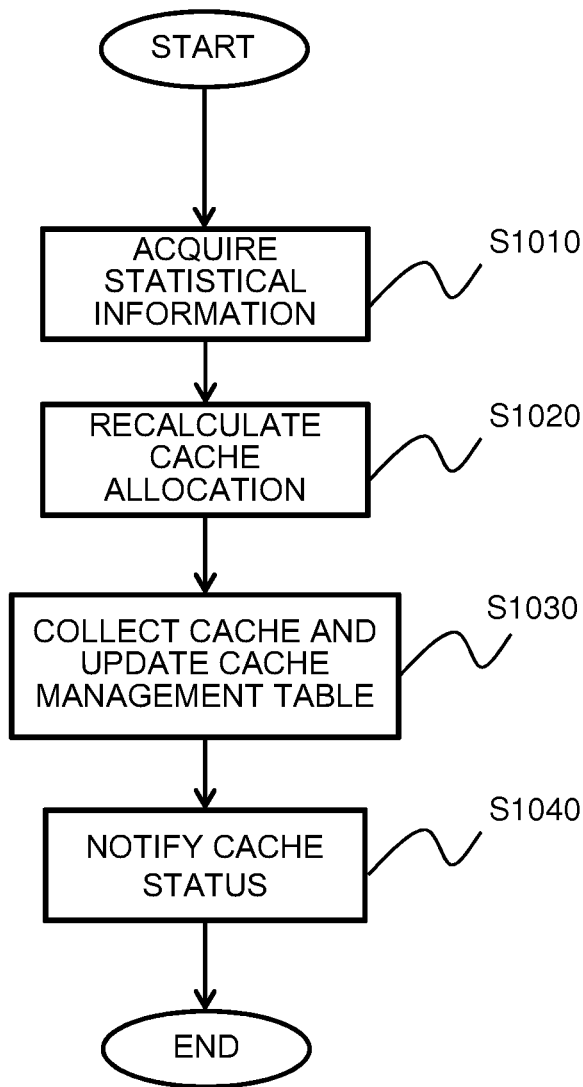 START
ACQUIRE
STATISTICAL
INFORMATION
S1010
RECALCULATE
CACHE
ALLOCATION
S1020
COLLECT CACHE AND
UPDATE CACHE
MANAGEMENT TABLE
S1030
NOTIFY CACHE
STATUS
S1040
END